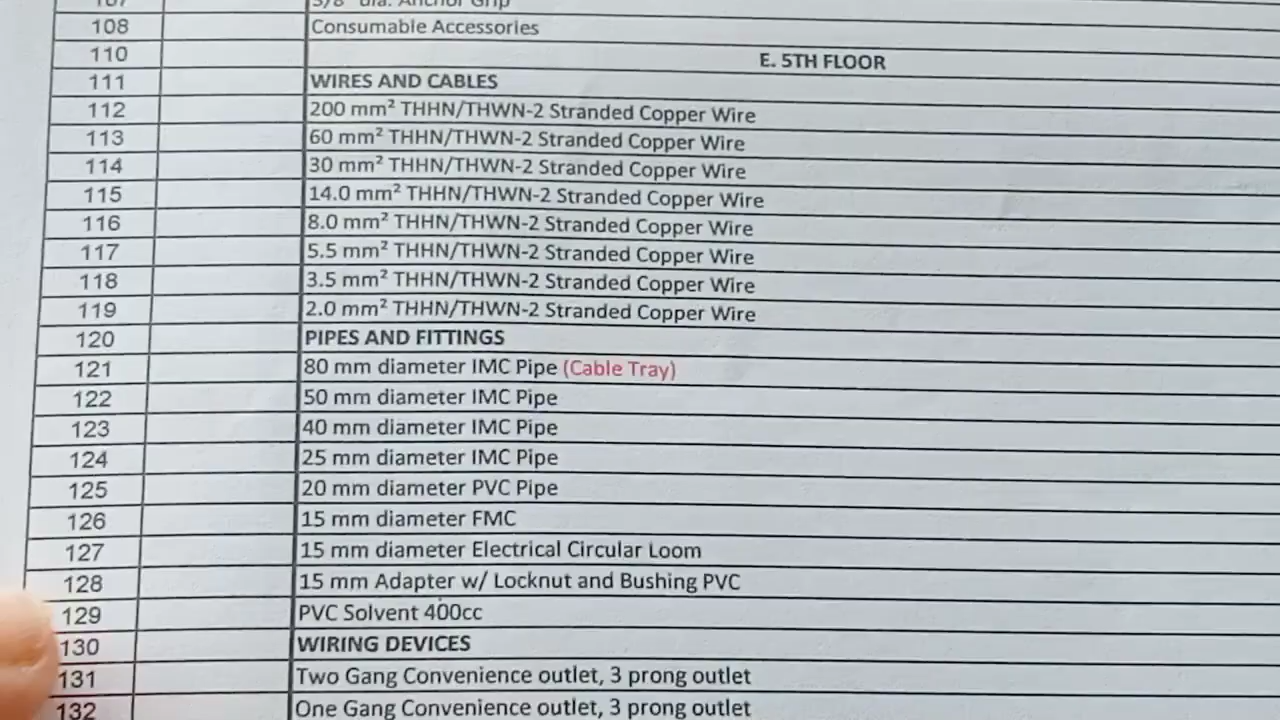 107 3/8" dia. Anchor Grip
108 Consumable Accessories
110 E. 5TH FLOOR
111 WIRES AND CABLES
112 200 mm² THHN/THWN-2 Stranded Copper Wire
113 60 mm² THHN/THWN-2 Stranded Copper Wire
114 30 mm² THHN/THWN-2 Stranded Copper Wire
115 14.0 mm² THHN/THWN-2 Stranded Copper Wire
116 8.0 mm² THHN/THWN-2 Stranded Copper Wire
117 5.5 mm² THHN/THWN-2 Stranded Copper Wire
118 3.5 mm² THHN/THWN-2 Stranded Copper Wire
119 2.0 mm² THHN/THWN-2 Stranded Copper Wire
120 PIPES AND FITTINGS
121 80 mm diameter IMC Pipe (Cable Tray)
122 50 mm diameter IMC Pipe
123 40 mm diameter IMC Pipe
124 25 mm diameter IMC Pipe
125 20 mm diameter PVC Pipe
126 15 mm diameter FMC
127 15 mm diameter Electrical Circular Loom
128 15 mm Adapter w/ Locknut and Bushing PVC
129 PVC Solvent 400cc
130 WIRING DEVICES
131 Two Gang Convenience outlet, 3 prong outlet
132 One Gang Convenience outlet, 3 prong outlet